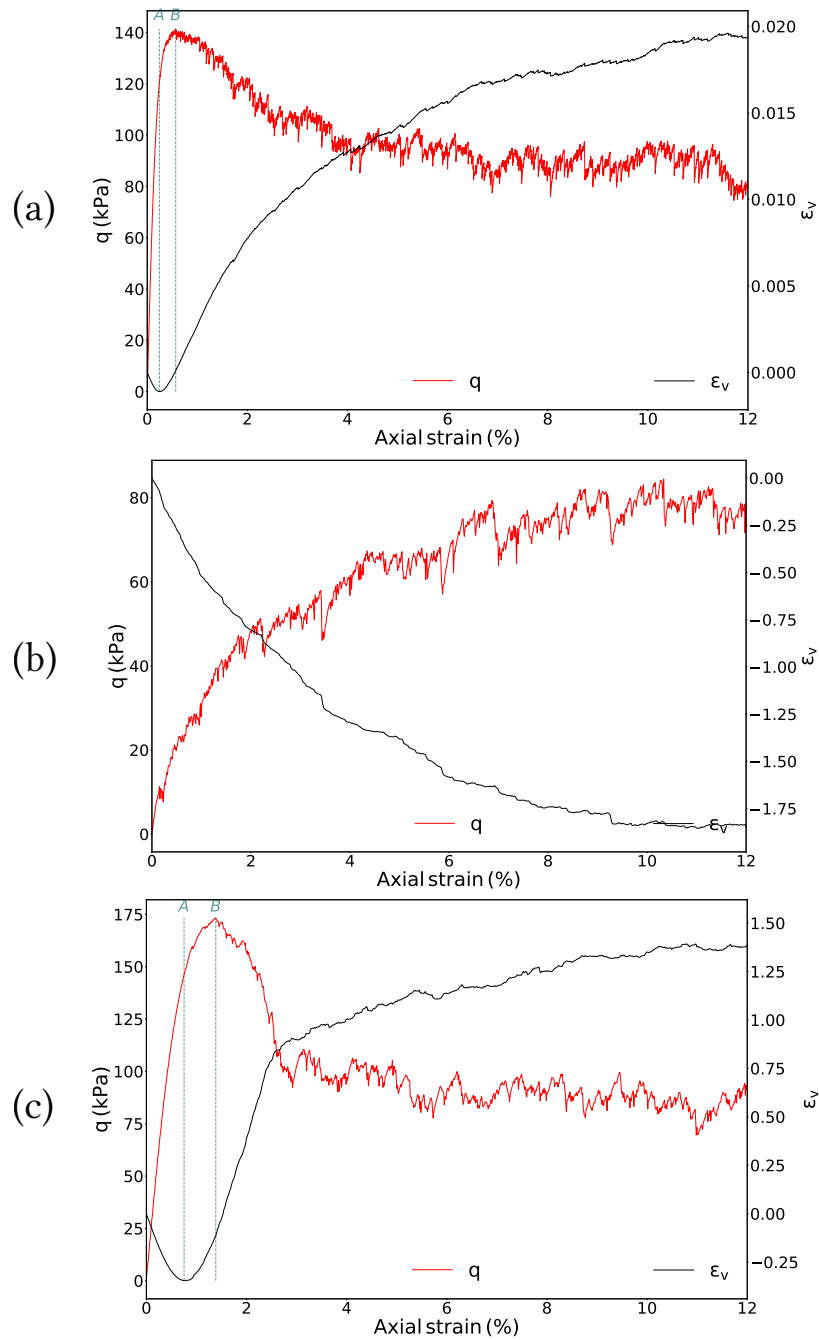 A B
(a)
q (kPa)
140
120
100
80
60
40
20
0
0.020
0.015
0.010
0.005
0.000
εv
q
εv
0 2 4 6 8 10 12
Axial strain (%)
(b)
q (kPa)
80
60
40
20
0
0.00
−0.25
−0.50
−0.75
−1.00
−1.25
−1.50
−1.75
εv
q
εv
0 2 4 6 8 10 12
Axial strain (%)
A B
(c)
q (kPa)
175
150
125
100
75
50
25
0
1.50
1.25
1.00
0.75
0.50
0.25
0.00
−0.25
εv
q
εv
0 2 4 6 8 10 12
Axial strain (%)